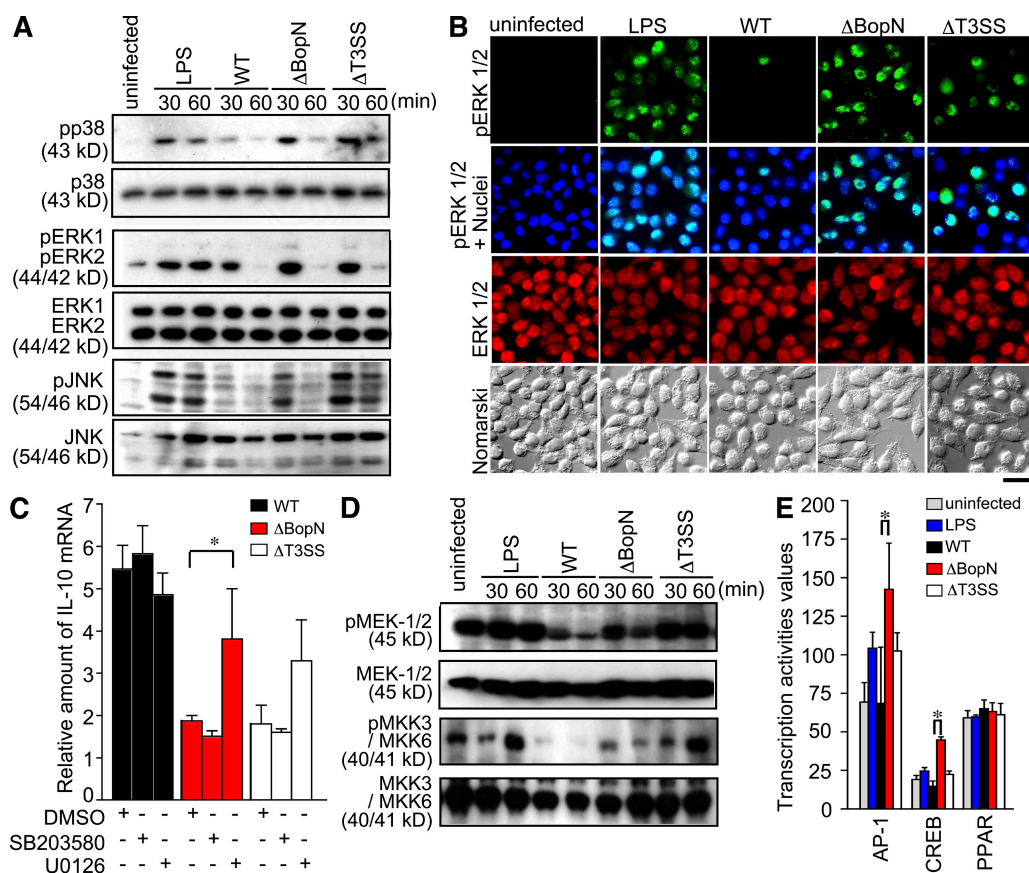 A
uninfected
LPS
WT
ΔBopN
ΔT3SS
30 60 30 60 30 60 30 60 (min)
pp38
(43 kD)
p38
(43 kD)
pERK1
pERK2
(44/42 kD)
ERK1
ERK2
(44/42 kD)
pJNK
(54/46 kD)
JNK
(54/46 kD)
B
uninfected LPS WT ΔBopN ΔT3SS
pERK 1/2
pERK 1/2
+ Nuclei
ERK 1/2
Nomarski
C
Relative amount of IL-10 mRNA
7
6
5
4
3
2
1
0
WT
ΔBopN
ΔT3SS
*
DMSO + - - + - - + - -
SB203580 - + - - + - - + -
U0126 - - + - - + - - +
D
uninfected
LPS
WT
ΔBopN
ΔT3SS
30 60 30 60 30 60 30 60 (min)
pMEK-1/2
(45 kD)
MEK-1/2
(45 kD)
pMKK3
/ MKK6
(40/41 kD)
MKK3
/ MKK6
(40/41 kD)
E
Transcription activities values
200
175
150
125
100
75
50
25
0
uninfected
LPS
WT
ΔBopN
ΔT3SS
*
*
AP-1
CREB
PPAR